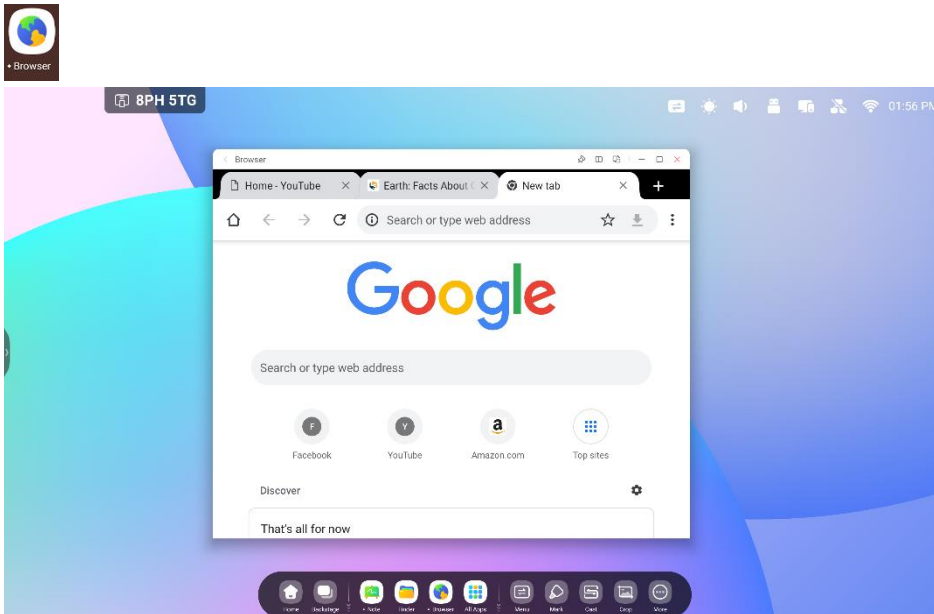 • Browser
8PH 5TG
01:56 PM
Browser
Home - YouTube
Earth: Facts About
New tab
Search or type web address
Google
Search or type web address
F
Y
a
Facebook
YouTube
Amazon.com
Top sites
Discover
That's all for now
Home
Backstage
• Note
Finder
• Browser
All Apps
Menu
Mark
Cast
Crop
More